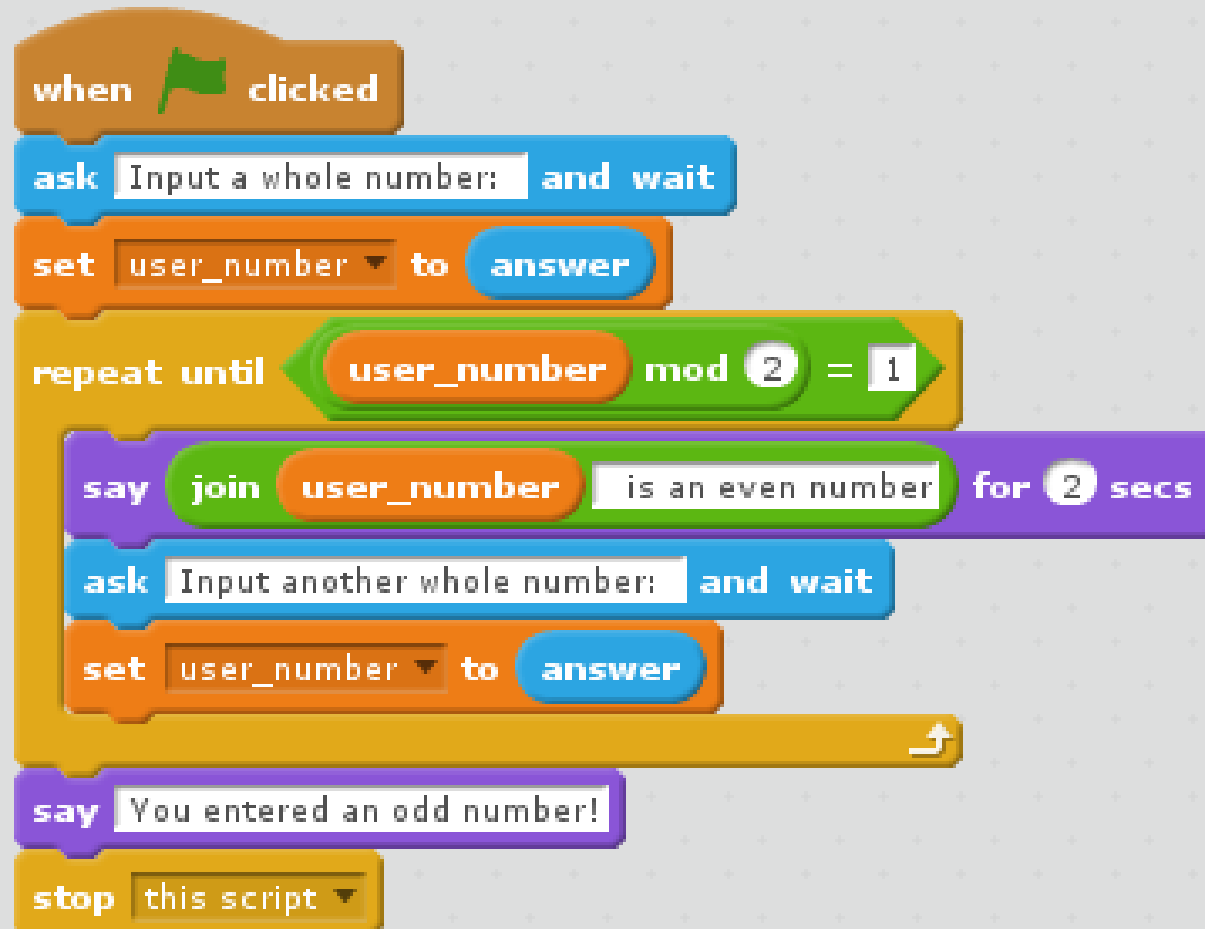 when clicked
ask Input a whole number: and wait
set user_number to answer
repeat until user_number mod 2 = 1
say join user_number is an even number for 2 secs
ask Input another whole number: and wait
set user_number to answer
say You entered an odd number!
stop this script